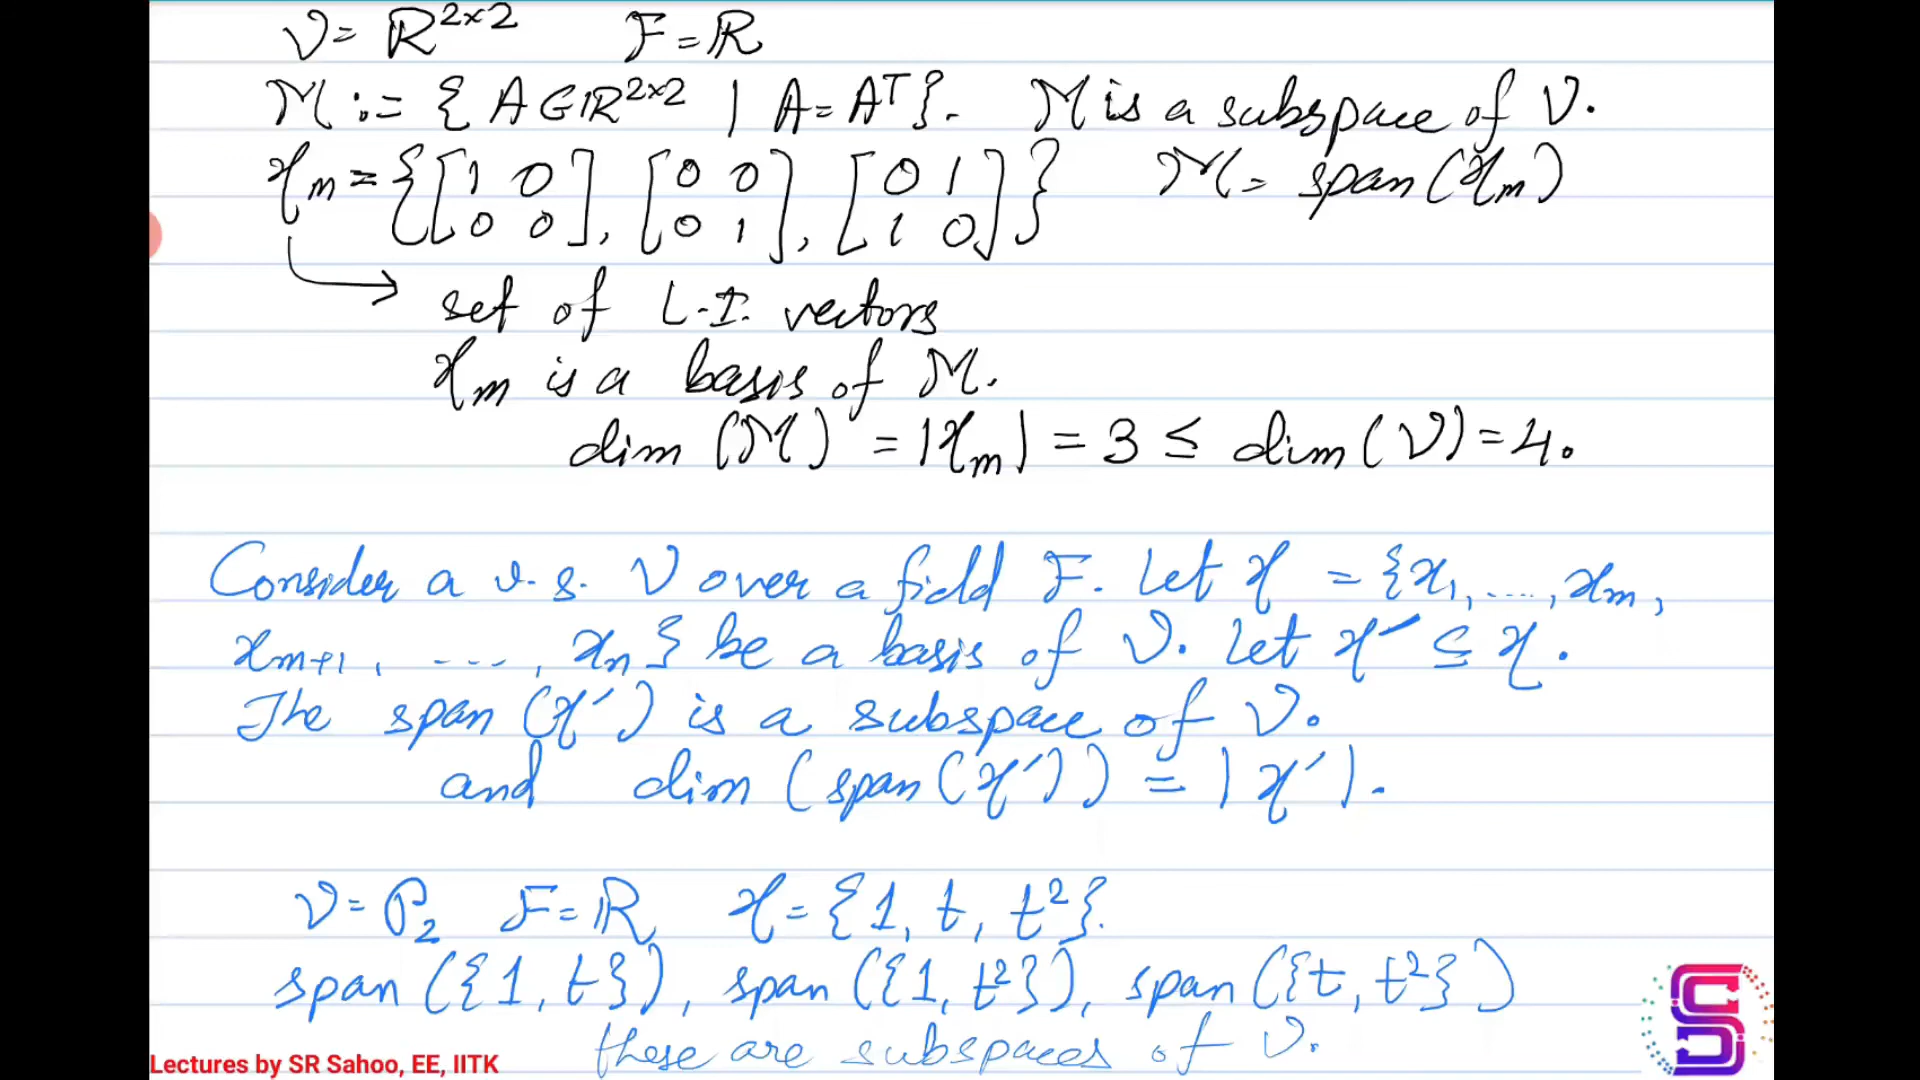 V = ℝ^{2×2}   F = ℝ
M := { A ∈ ℝ^{2×2} | A = A^T }.   M is a subspace of V.
X_m = { [1 0; 0 0], [0 0; 0 1], [0 1; 1 0] }   M = span(X_m)
→ set of L.I. vectors
X_m is a basis of M.
dim(M) = |X_m| = 3 ≤ dim(V) = 4.
Consider a v.s. V over a field F. Let X = {x_1, ...., x_m,
x_{m+1}, ...., x_n} be a basis of V. Let X' ⊆ X.
The span(X') is a subspace of V.
and dim(span(X')) = |X'|.
V = P_2   F = ℝ   X = {1, t, t^2}.
span({1, t}), span({1, t^2}), span({t, t^2})
these are subspaces of V.
Lectures by SR Sahoo, EE, IITK